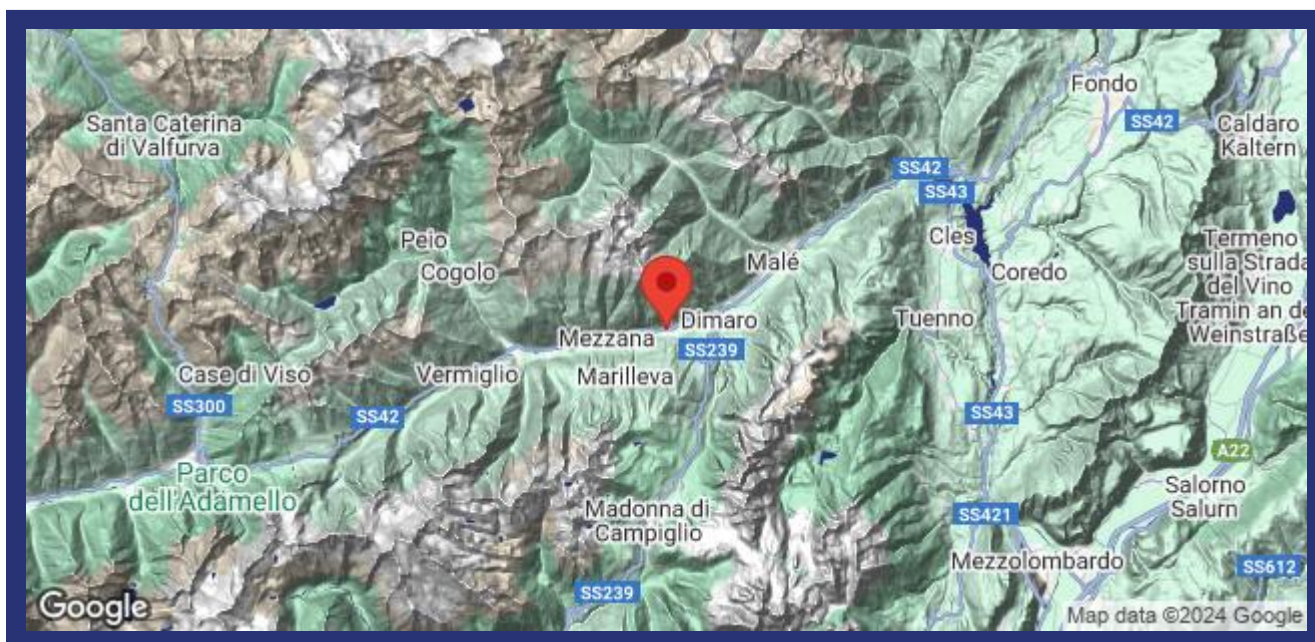 Fondo
SS42
Caldaro
Kaltern
Santa Caterina
di Valfurva
SS42
SS43
Peio
Cogolo
Malé
Cles
Coredo
Termeno
sulla Strada
del Vino
Tramin an de
Weinstraße
Dimaro
Mezzana
SS239
Tuenno
Case di Viso
Vermiglio
Marilleva
SS300
SS42
SS43
A22
Parco
dell'Adamello
Salorno
Salurn
Madonna di
Campiglio
SS421
Mezzolombardo
SS612
SS239
Google
Map data ©2024 Google